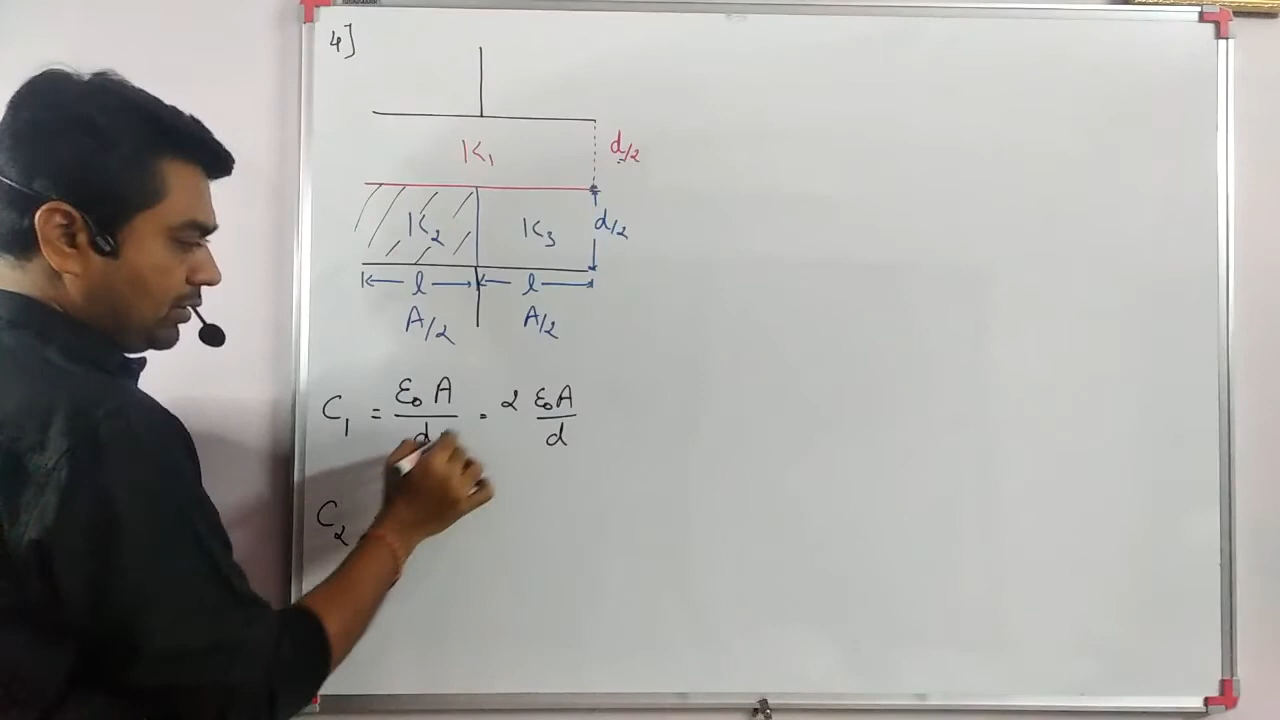 4]
K₁ d/2
K₂ K₃ d/2
l l
A/2 A/2
C₁ = ε₀ A / d = 2 ε₀A / d
C₂